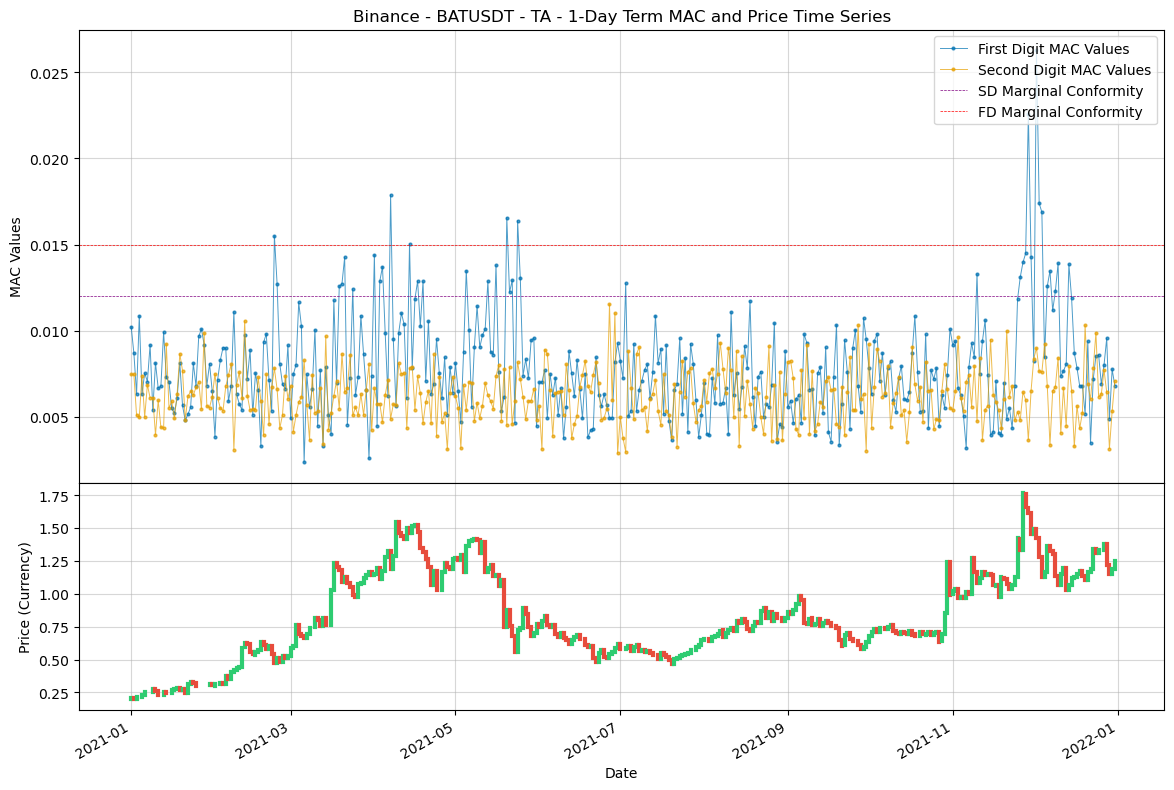 Binance - BATUSDT - TA - 1-Day Term MAC and Price Time Series
First Digit MAC Values
Second Digit MAC Values
SD Marginal Conformity
FD Marginal Conformity
MAC Values
0.025
0.020
0.015
0.010
0.005
Price (Currency)
1.75
1.50
1.25
1.00
0.75
0.50
0.25
2021-01
2021-03
2021-05
2021-07
2021-09
2021-11
2022-01
Date